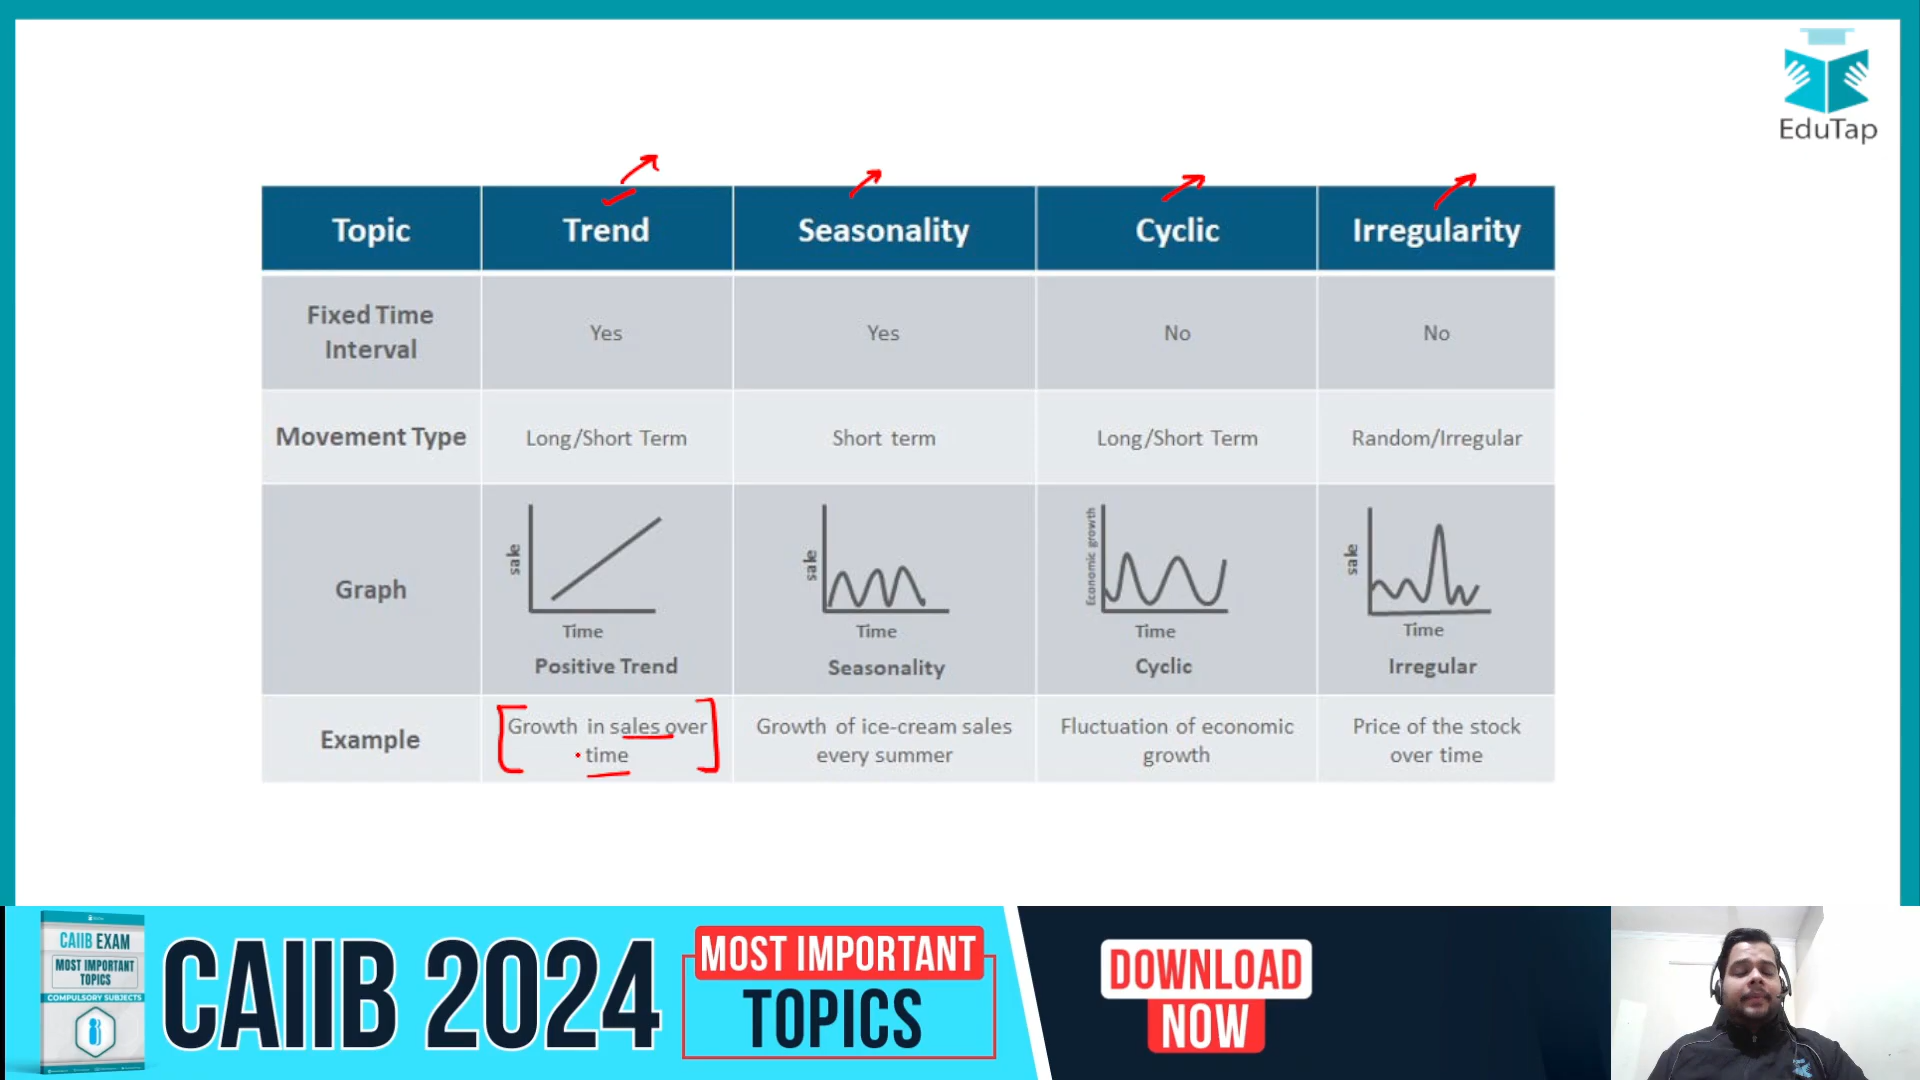 EduTap
Topic
Trend
Seasonality
Cyclic
Irregularity
Fixed Time
Interval
Yes
Yes
No
No
Movement Type
Long/Short Term
Short term
Long/Short Term
Random/Irregular
Graph
sale
Time
Positive Trend
sale
Time
Seasonality
Economic growth
Time
Cyclic
sale
Time
Irregular
Example
Growth in sales over
time
Growth of ice-cream sales
every summer
Fluctuation of economic
growth
Price of the stock
over time
CAIIB EXAM
MOST IMPORTANT
TOPICS
COMPULSORY SUBJECTS
CAIIB 2024
MOST IMPORTANT
TOPICS
DOWNLOAD
NOW